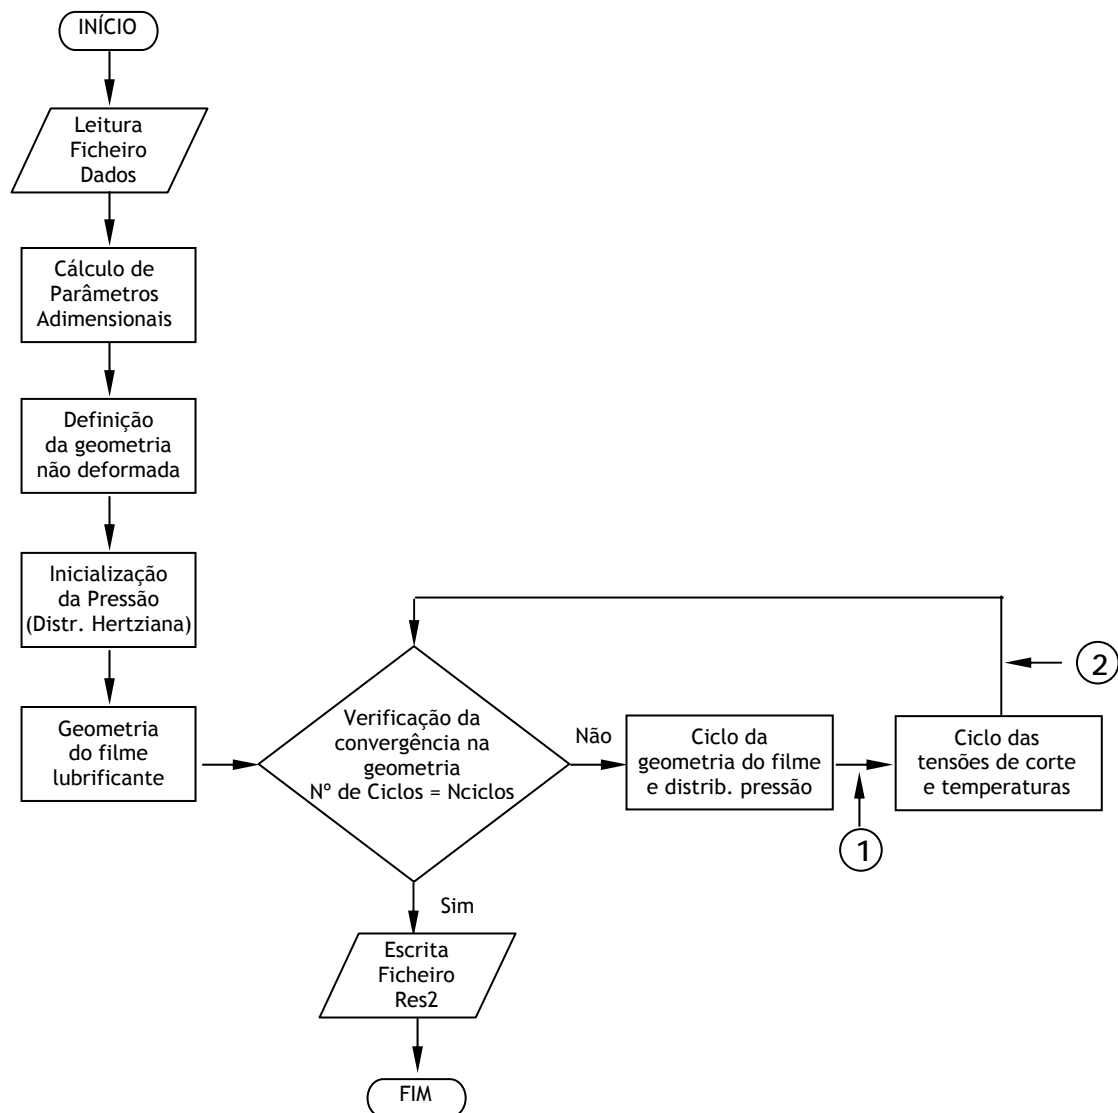 INÍCIO
Leitura
Ficheiro
Dados
Cálculo de
Parâmetros
Adimensionais
Definição
da geometria
não deformada
Inicialização
da Pressão
(Distr. Hertziana)
Geometria
do filme
lubrificante
Verificação da
convergência na
geometria
Nº de Ciclos = Nciclos
Não
Ciclo da
geometria do filme
e distrib. pressão
1
Ciclo das
tensões de corte
e temperaturas
2
Sim
Escrita
Ficheiro
Res2
FIM